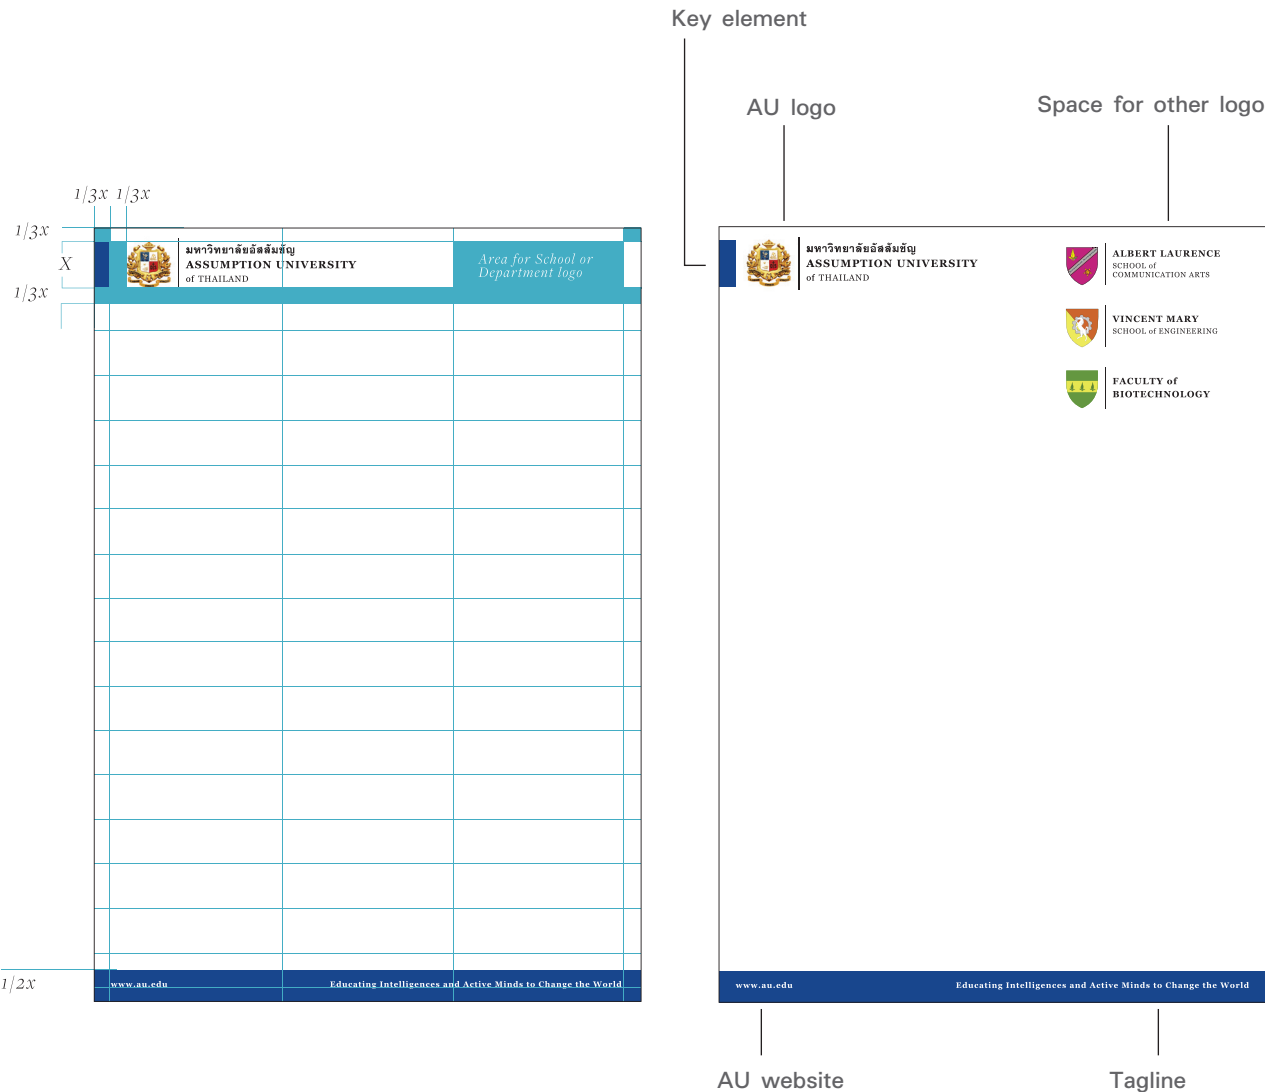 Key element
AU logo
Space for other logo
1/3x 1/3x
1/3x
X
1/3x
มหาวิทยาลัยอัสสัมชัญ
ASSUMPTION UNIVERSITY
of THAILAND
Area for School or
Department logo
มหาวิทยาลัยอัสสัมชัญ
ASSUMPTION UNIVERSITY
of THAILAND
ALBERT LAURENCE
SCHOOL of
COMMUNICATION ARTS
VINCENT MARY
SCHOOL of ENGINEERING
FACULTY of
BIOTECHNOLOGY
1/2x
www.au.edu
Educating Intelligences and Active Minds to Change the World
www.au.edu
Educating Intelligences and Active Minds to Change the World
AU website
Tagline